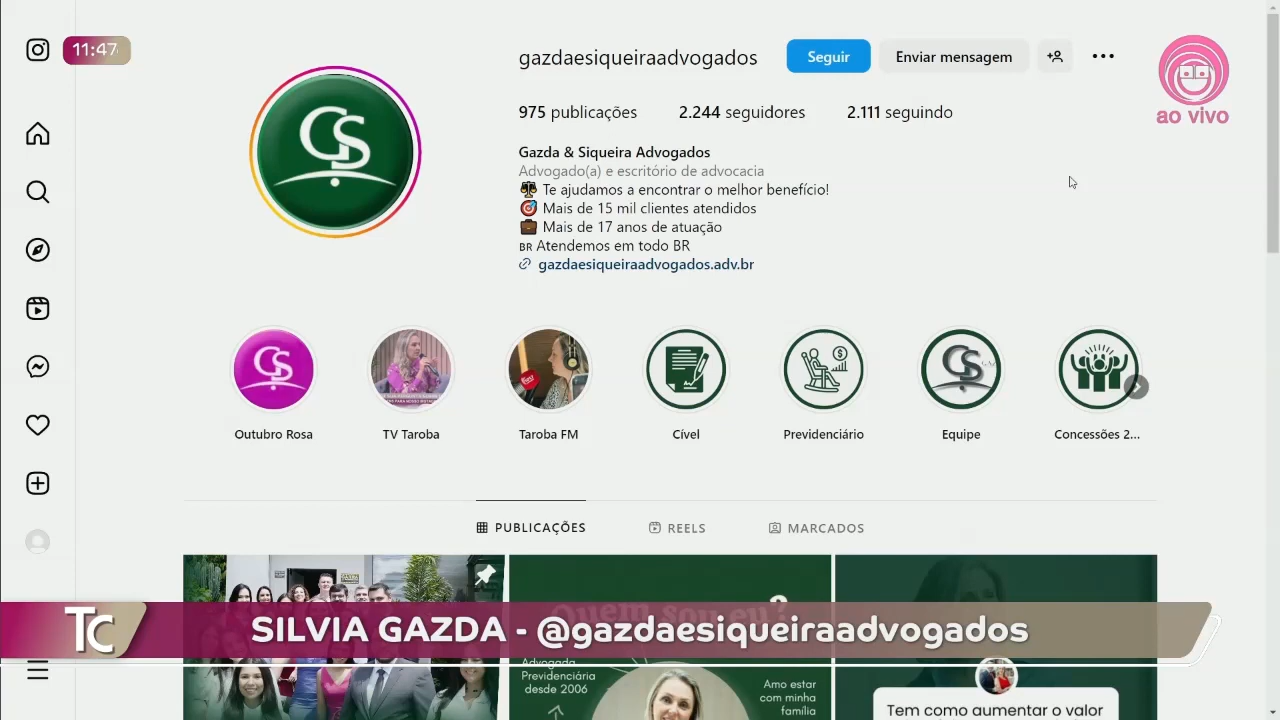 11:47
gazdaesiqueiraadvogados
Seguir
Enviar mensagem
ao vivo
975 publicações
2.244 seguidores
2.111 seguindo
Gazda & Siqueira Advogados
Advogado(a) e escritório de advocacia
Te ajudamos a encontrar o melhor benefício!
Mais de 15 mil clientes atendidos
Mais de 17 anos de atuação
BR Atendemos em todo BR
gazdaesiqueiraadvogados.adv.br
GS
GS
GS
Outubro Rosa
TV Taroba
Taroba FM
Cível
Previdenciário
Equipe
Concessões 2...
PUBLICAÇÕES
REELS
MARCADOS
Quem sou eu?
TC
SILVIA GAZDA - @gazdaesiqueiraadvogados
Advogada
Previdenciária
desde 2006
Amo estar
com minha
família
Tem como aumentar o valor